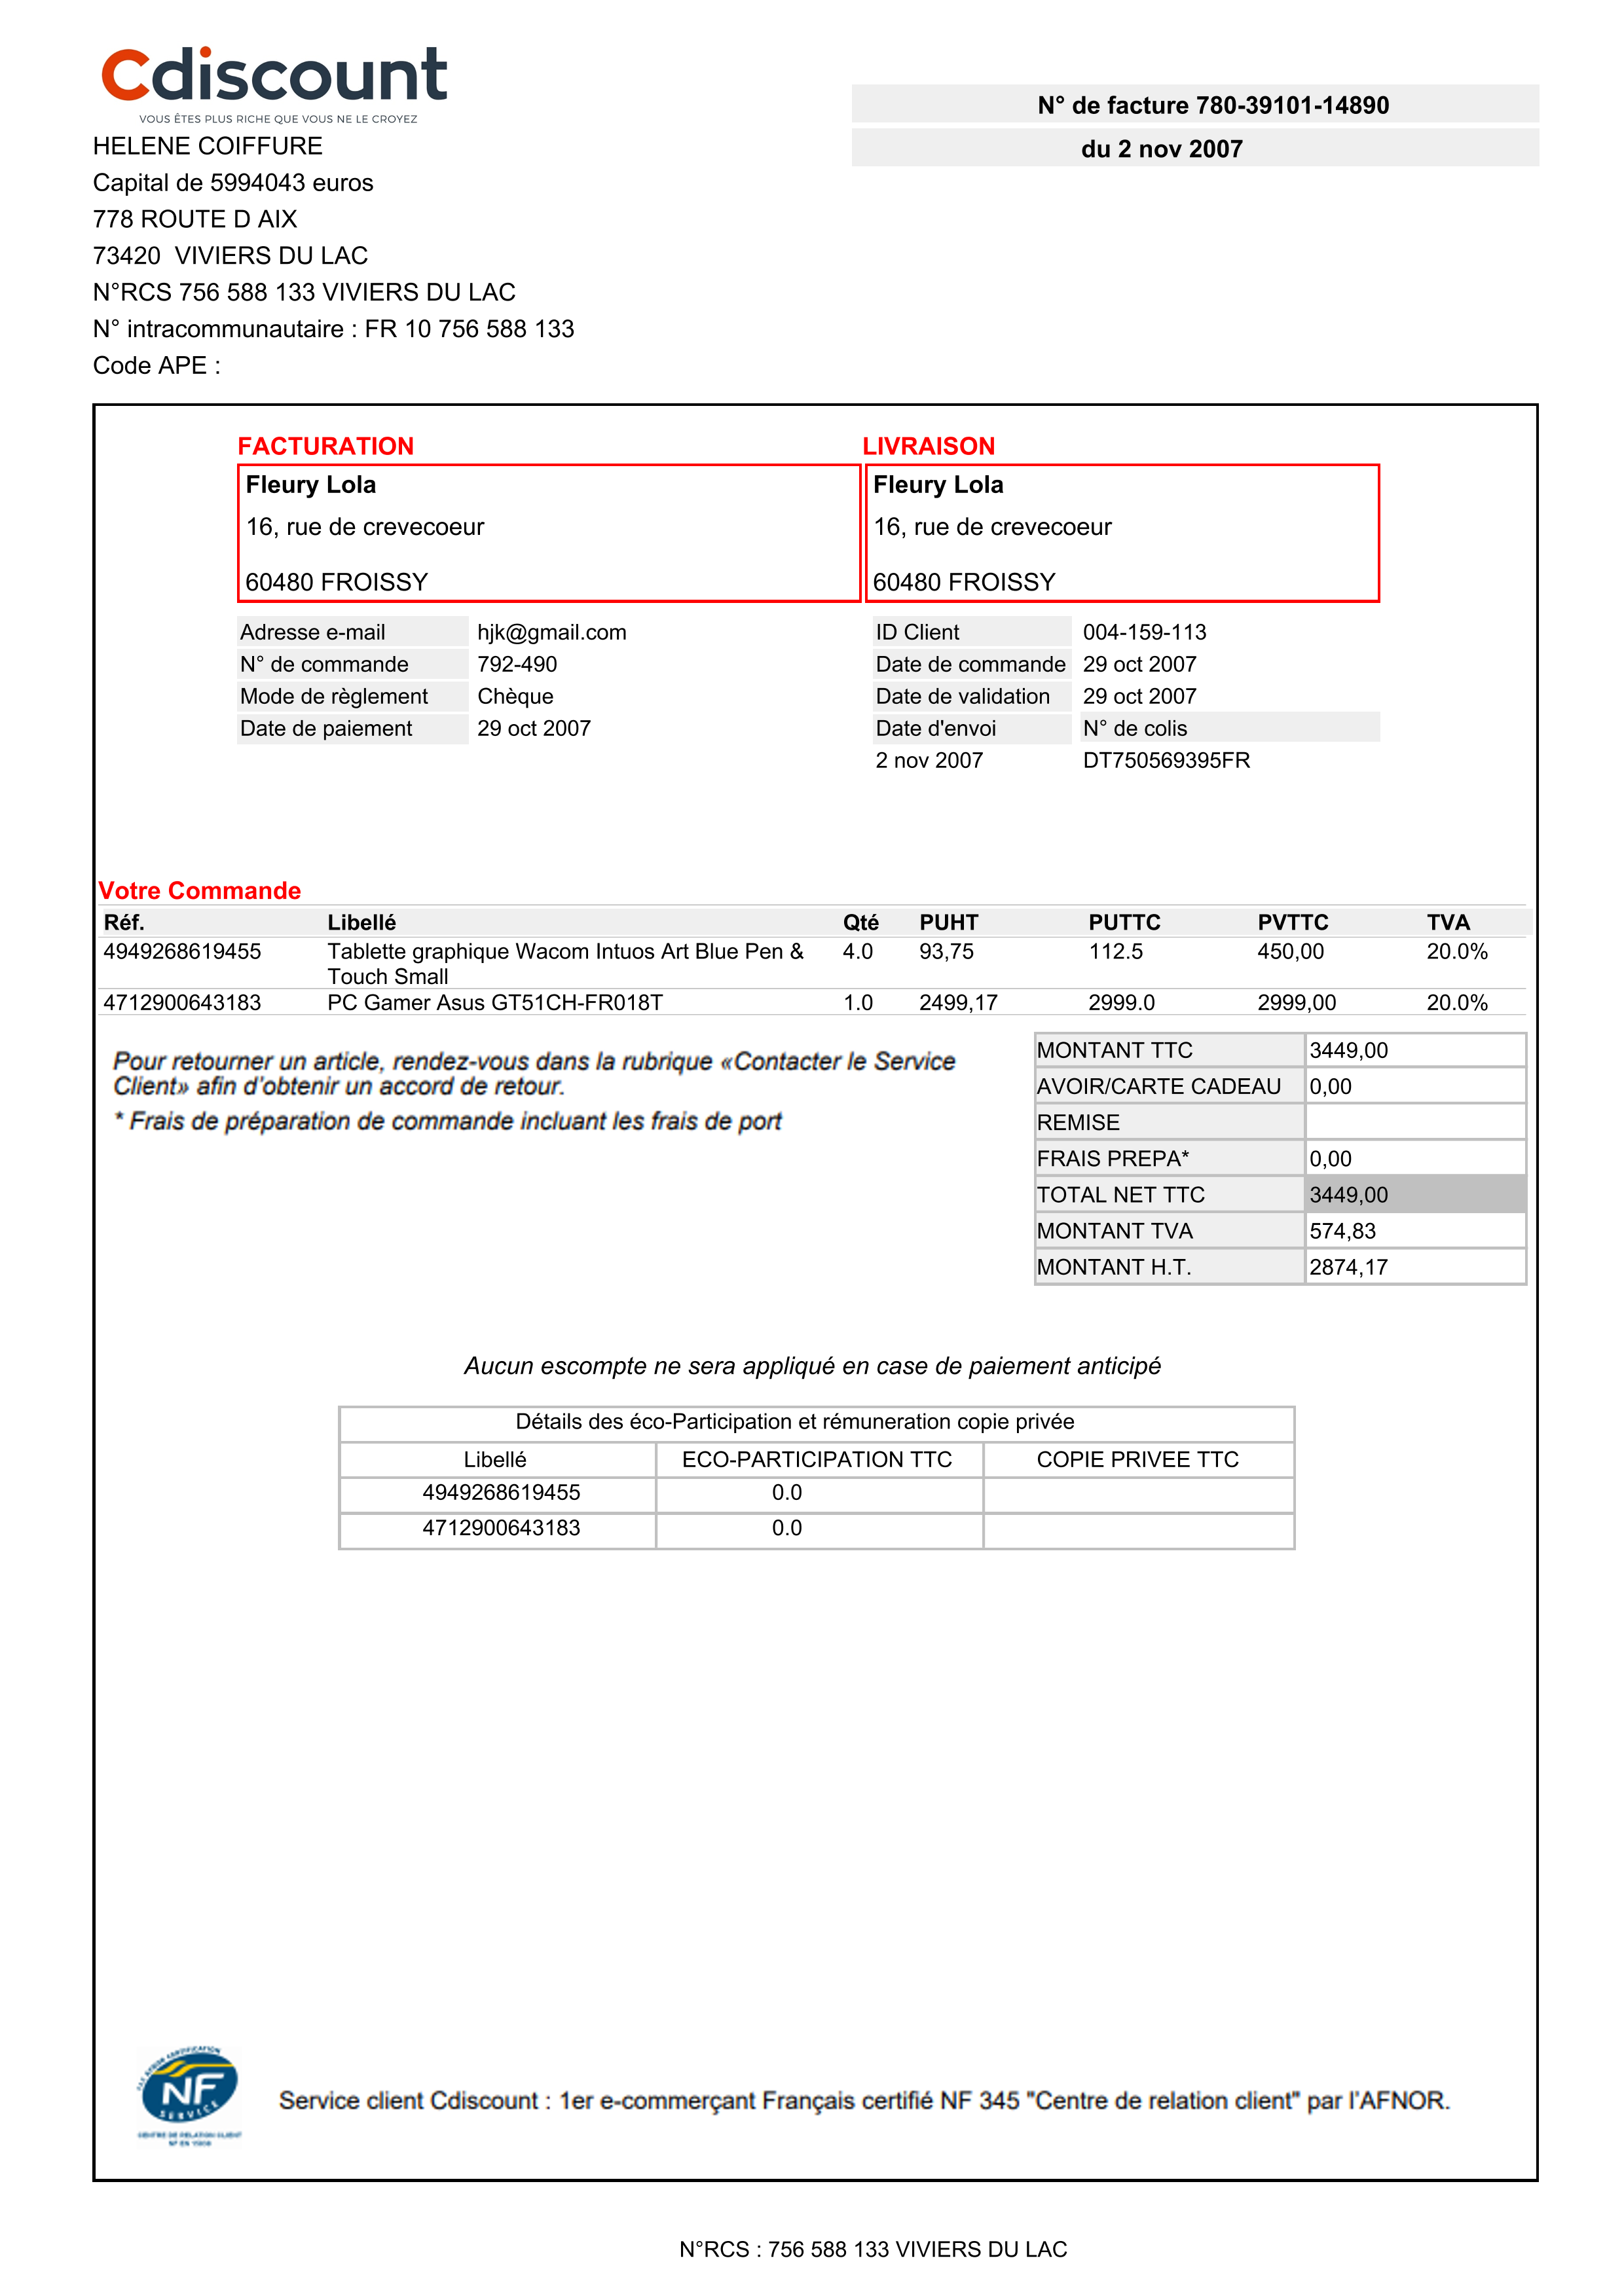 Cdiscount
VOUS ÊTES PLUS RICHE QUE VOUS NE LE CROYEZ
N° de facture 780-39101-14890
du 2 nov 2007
HELENE COIFFURE
Capital de 5994043 euros
778 ROUTE D AIX
73420 VIVIERS DU LAC
N°RCS 756 588 133 VIVIERS DU LAC
N° intracommunautaire : FR 10 756 588 133
Code APE :
FACTURATION
Fleury Lola
16, rue de crevecoeur
60480 FROISSY
LIVRAISON
Fleury Lola
16, rue de crevecoeur
60480 FROISSY
Adresse e-mail hjk@gmail.com
N° de commande 792-490
Mode de règlement Chèque
Date de paiement 29 oct 2007
ID Client 004-159-113
Date de commande 29 oct 2007
Date de validation 29 oct 2007
Date d'envoi N° de colis
2 nov 2007 DT750569395FR
Votre Commande
Réf. Libellé Qté PUHT PUTTC PVTTC TVA
4949268619455 Tablette graphique Wacom Intuos Art Blue Pen & 4.0 93,75 112.5 450,00 20.0%
Touch Small
4712900643183 PC Gamer Asus GT51CH-FR018T 1.0 2499,17 2999.0 2999,00 20.0%
Pour retourner un article, rendez-vous dans la rubrique «Contacter le Service
Client» afin d'obtenir un accord de retour.
* Frais de préparation de commande incluant les frais de port
MONTANT TTC 3449,00
AVOIR/CARTE CADEAU 0,00
REMISE
FRAIS PREPA* 0,00
TOTAL NET TTC 3449,00
MONTANT TVA 574,83
MONTANT H.T. 2874,17
Aucun escompte ne sera appliqué en case de paiement anticipé
Détails des éco-Participation et rémuneration copie privée
Libellé ECO-PARTICIPATION TTC COPIE PRIVEE TTC
4949268619455 0.0
4712900643183 0.0
NF
SERVICE
CENTRE DE RELATION CLIENT
Service client Cdiscount : 1er e-commerçant Français certifié NF 345 "Centre de relation client" par l'AFNOR.
N°RCS : 756 588 133 VIVIERS DU LAC